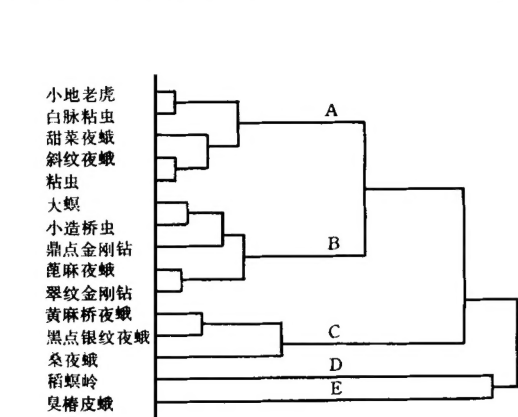 小地老虎
白脉粘虫
甜菜夜蛾
斜纹夜蛾
粘虫
大螟
小造桥虫
鼎点金刚钻
蓖麻夜蛾
翠纹金刚钻
黄麻桥夜蛾
黑点银纹夜蛾
桑夜蛾
稻螟岭
臭椿皮蛾
A
B
C
D
E